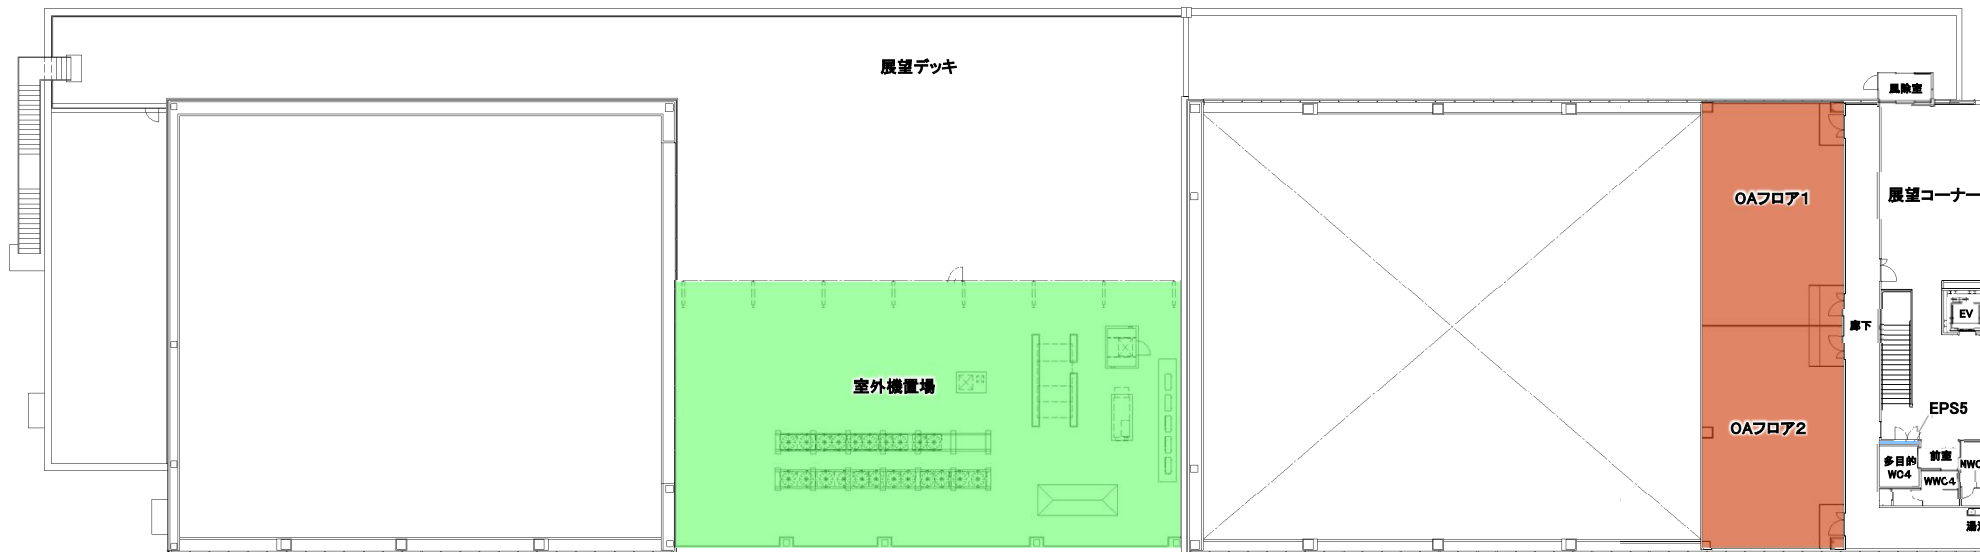 展望デッキ
風除室
OAフロア1
展望コーナー
EV
廊下
室外機置場
EPS5
OAフロア2
多目的
WC4
前室
WWC4